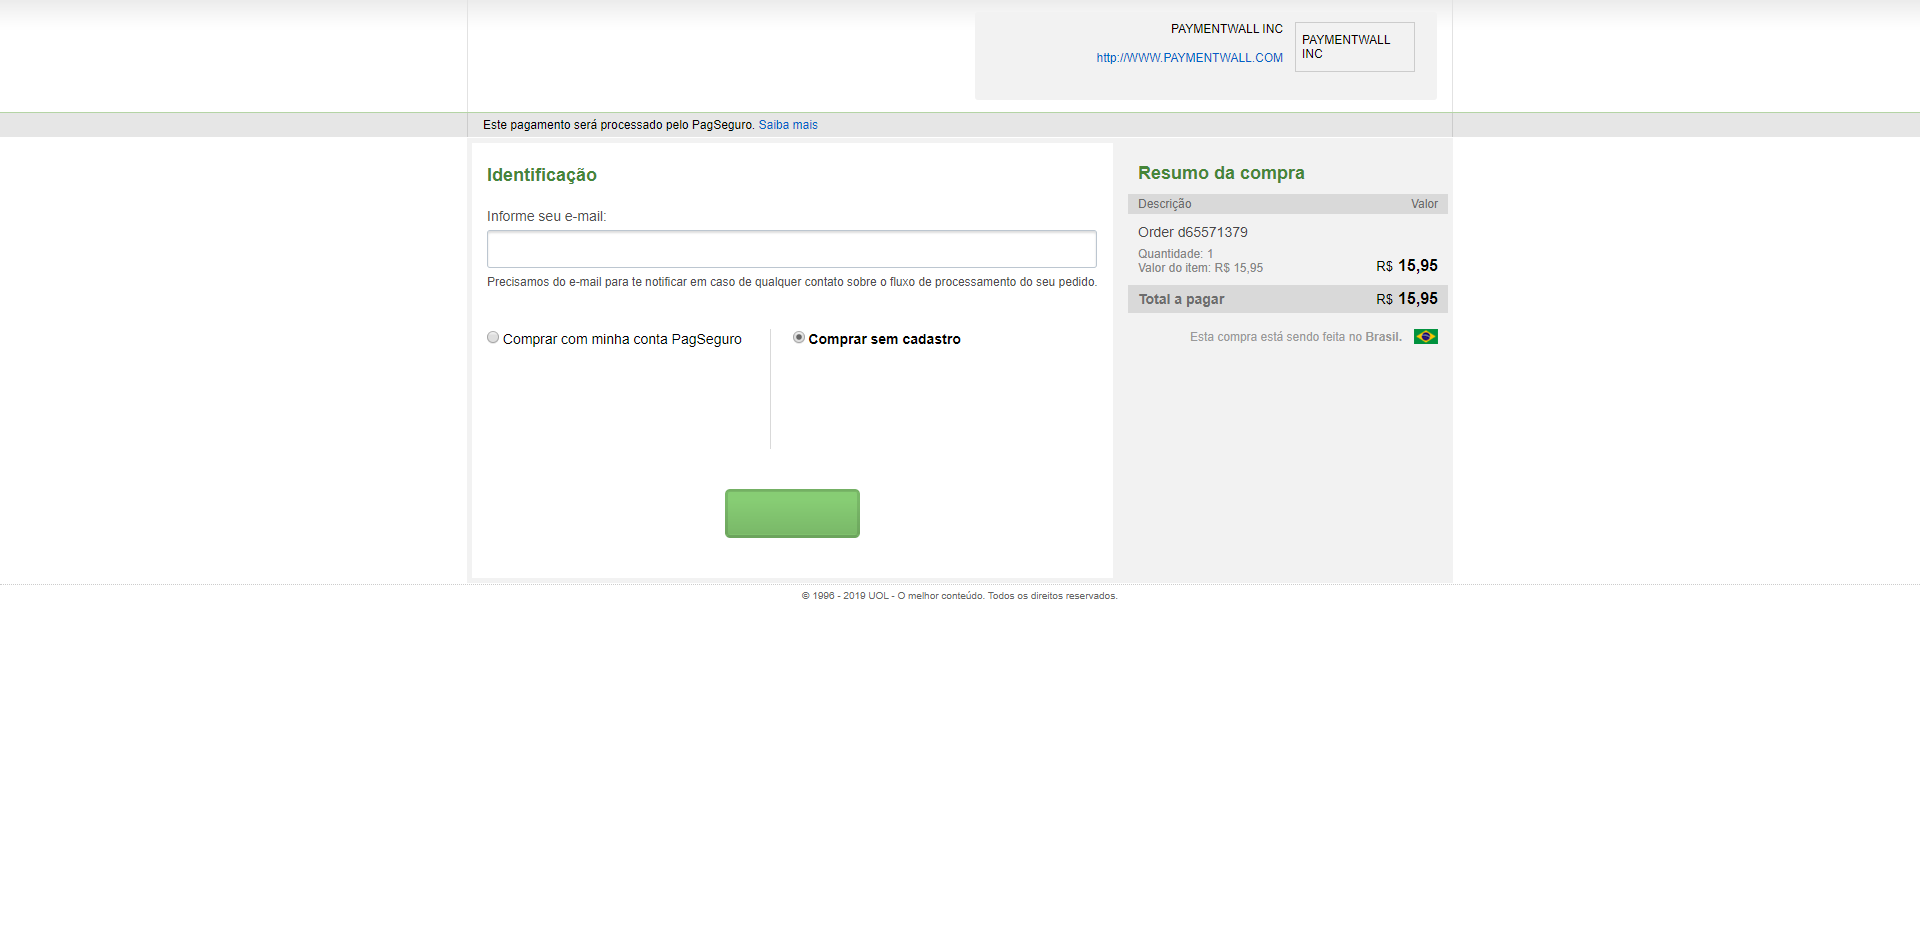 PAYMENTWALL INC
http://WWW.PAYMENTWALL.COM
PAYMENTWALL
INC
Este pagamento será processado pelo PagSeguro. Saiba mais
Identificação
Informe seu e-mail:
Precisamos do e-mail para te notificar em caso de qualquer contato sobre o fluxo de processamento do seu pedido.
Comprar com minha conta PagSeguro
Comprar sem cadastro
Resumo da compra
Descrição Valor
Order d65571379
Quantidade: 1
Valor do item: R$ 15,95 R$ 15,95
Total a pagar R$ 15,95
Esta compra está sendo feita no Brasil.
© 1996 - 2019 UOL - O melhor conteúdo. Todos os direitos reservados.